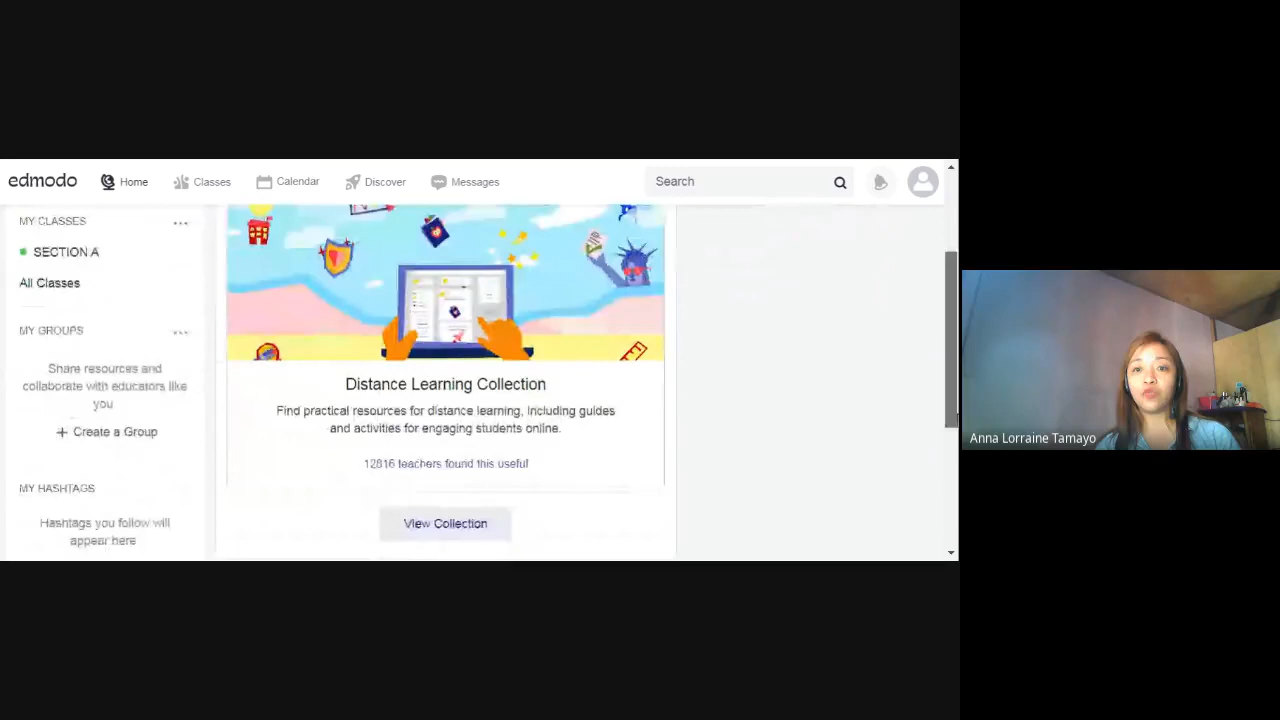 edmodo
Home
Classes
Calendar
Discover
Messages
Search
MY CLASSES
SECTION A
All Classes
MY GROUPS
Share resources and
collaborate with educators like
you
+ Create a Group
MY HASHTAGS
Hashtags you follow will
appear here
Distance Learning Collection
Find practical resources for distance learning, including guides
and activities for engaging students online.
12816 teachers found this useful
View Collection
Anna Lorraine Tamayo